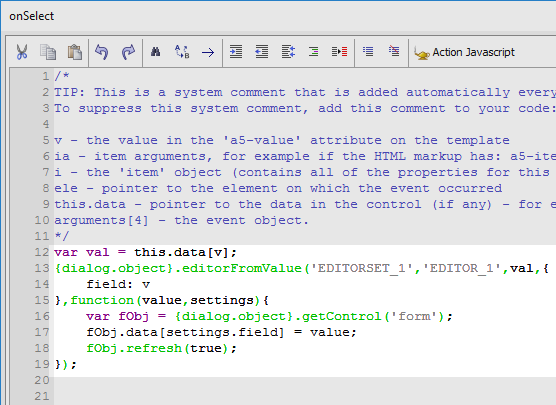 onSelect
Action Javascript
1 /*
2 TIP: This is a system comment that is added automatically
3 To suppress this system comment, add this comment to your code:
4
5 v - the value in the 'a5-value' attribute on the template
6 ia - item arguments, for example if the HTML markup has:
7 i - the 'item' object (contains all of the properties for this
8 ele - pointer to the element on which the event occurred
9 this.data - pointer to the data in the control (if any) - for
10 arguments[4] - the event object.
11 */
12 var val = this.data[v];
13 {dialog.object}.editorFromValue('EDITORSET_1','EDITOR_1',val,{
14 field: v
15 },function(value,settings){
16 var fObj = {dialog.object}.getControl('form');
17 fObj.data[settings.field] = value;
18 fObj.refresh(true);
19 });
20
21